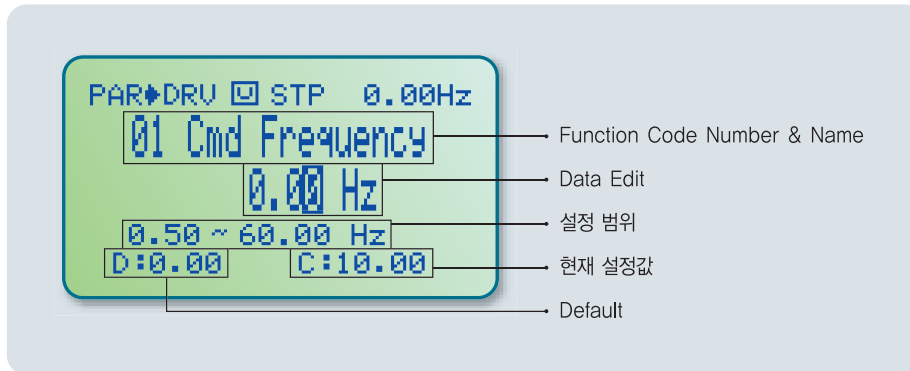 PAR➧DRV U STP 0.00Hz
01 Cmd Frequency
Function Code Number & Name
0.00 Hz
Data Edit
0.50 ~ 60.00 Hz
설정 범위
D:0.00 C:10.00
현재 설정값
Default